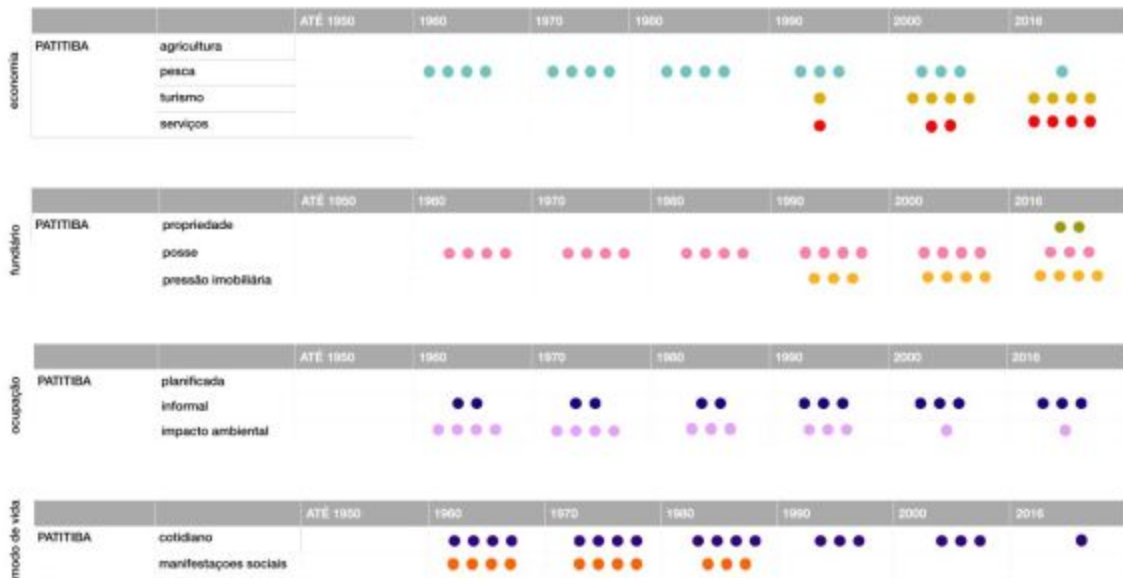 ATÉ 1950 1960 1970 1980 1990 2000 2016
economia
PATITIBA agricultura
pesca
turismo
serviços
ATÉ 1950 1960 1970 1980 1990 2000 2016
fundiário
PATITIBA propriedade
posse
pressão imobiliária
ATÉ 1950 1960 1970 1980 1990 2000 2016
ocupação
PATITIBA planificada
informal
impacto ambiental
ATÉ 1950 1960 1970 1980 1990 2000 2016
modo de vida
PATITIBA cotidiano
manifestaçoes sociais